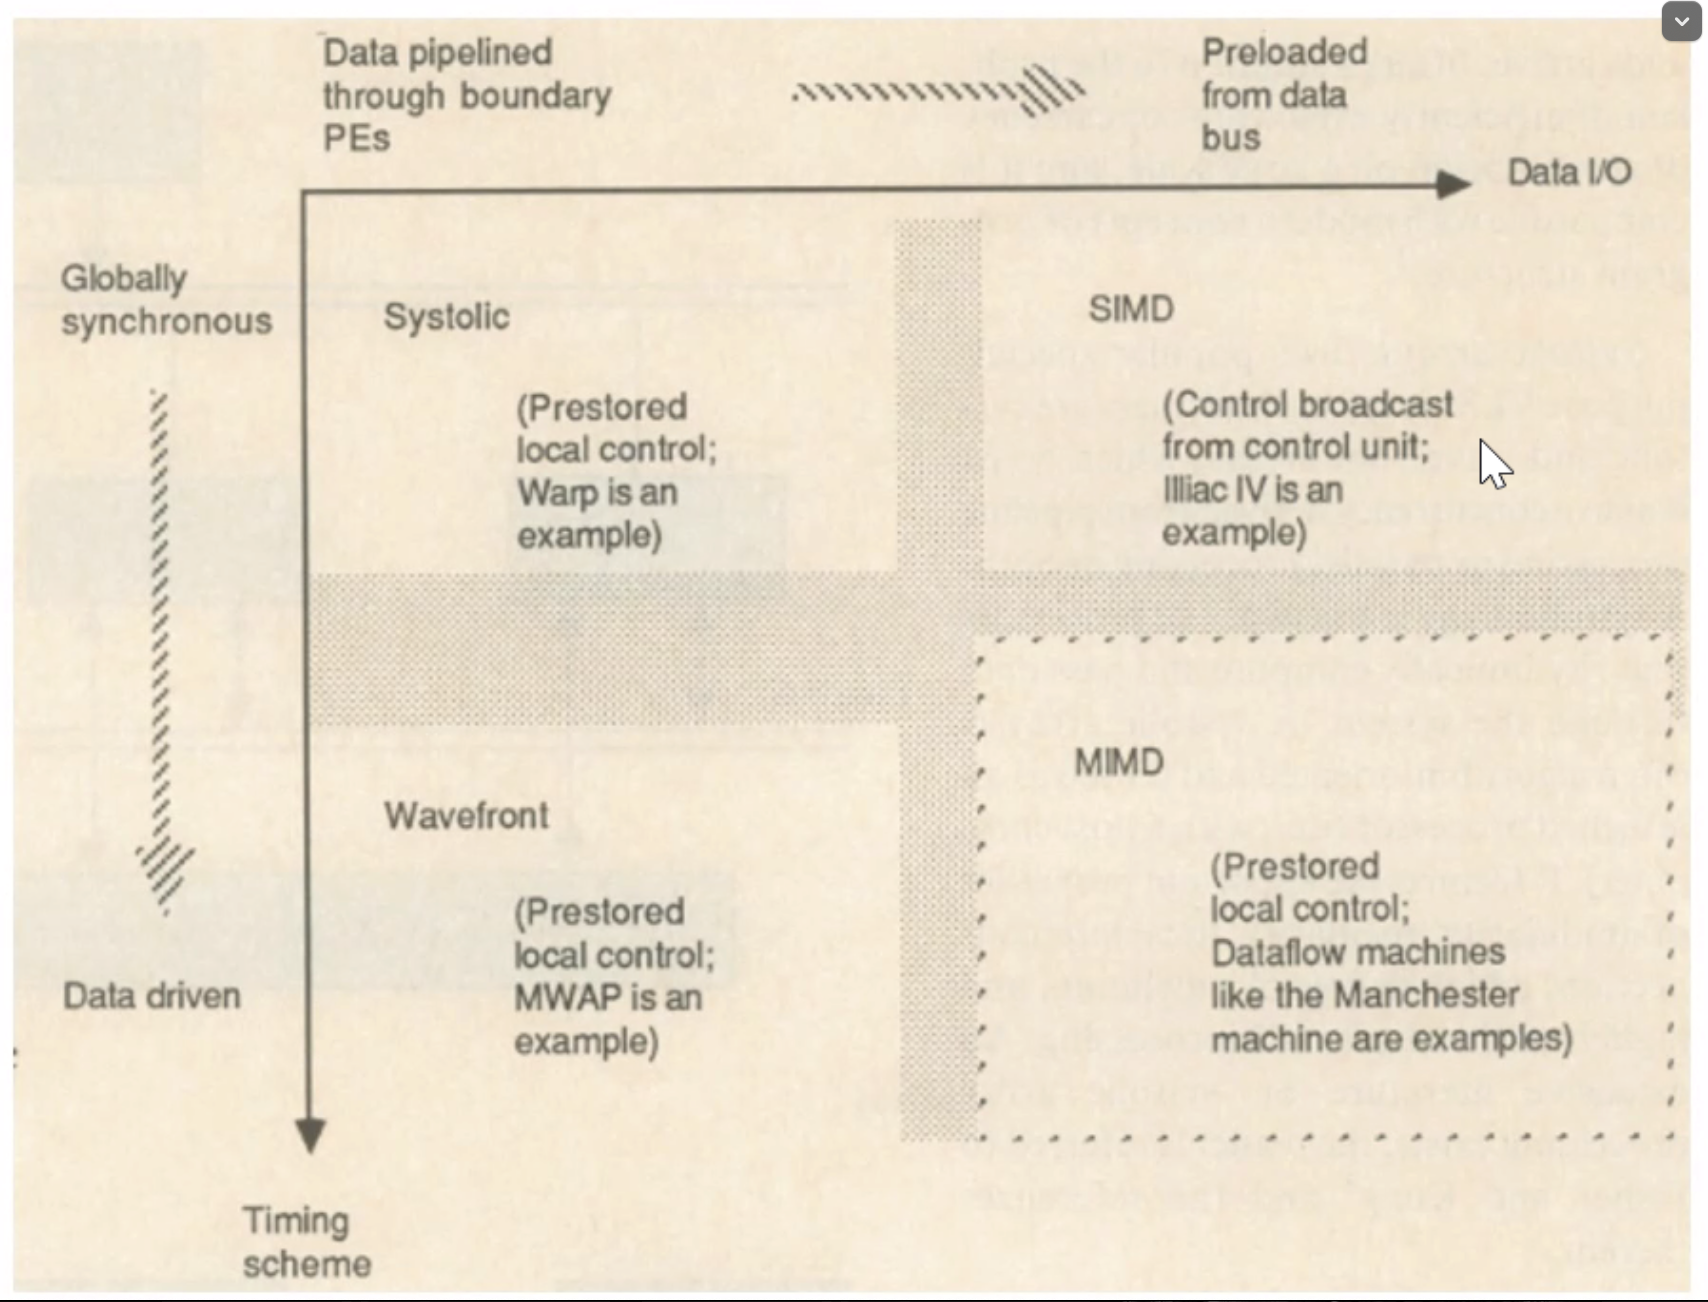 Data pipelined
through boundary
PEs
Preloaded
from data
bus
Data I/O
Globally
synchronous
Systolic
(Prestored
local control;
Warp is an
example)
SIMD
(Control broadcast
from control unit;
Illiac IV is an
example)
Wavefront
(Prestored
local control;
MWAP is an
example)
MIMD
(Prestored
local control;
Dataflow machines
like the Manchester
machine are examples)
Data driven
Timing
scheme